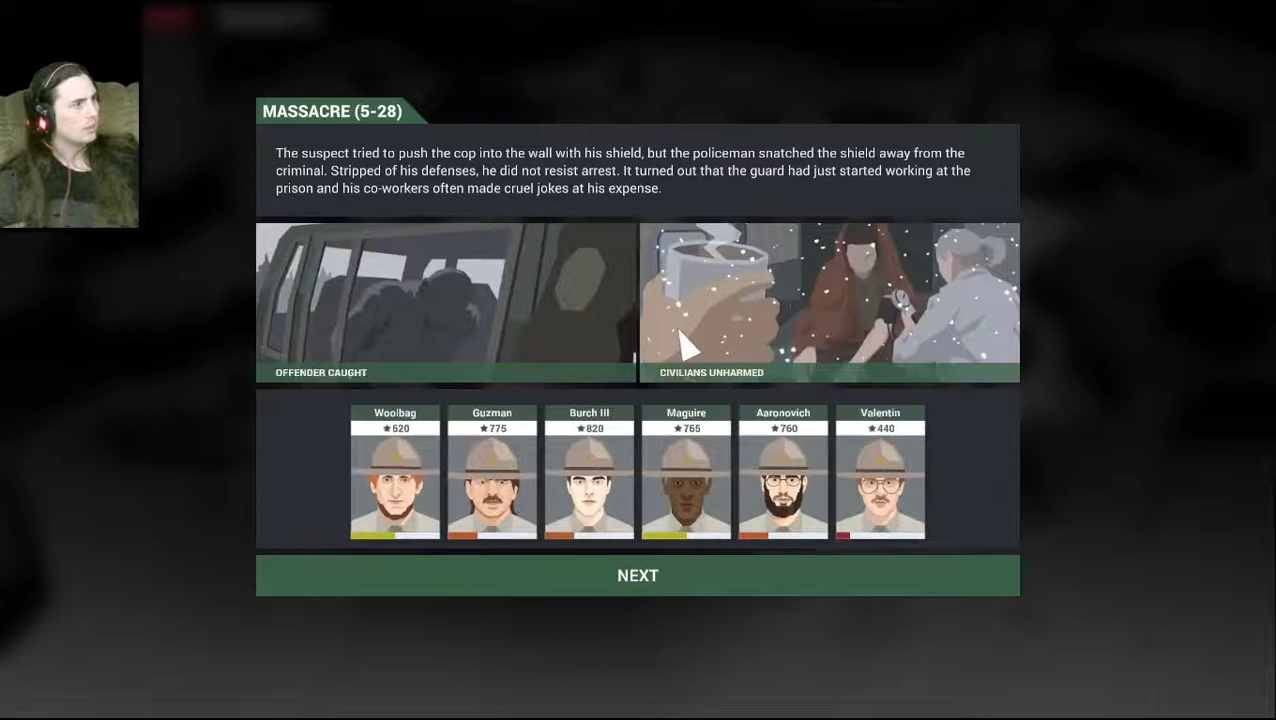 MASSACRE (5-28)
The suspect tried to push the cop into the wall with his shield, but the policeman snatched the shield away from the
criminal. Stripped of his defenses, he did not resist arrest. It turned out that the guard had just started working at the
prison and his co-workers often made cruel jokes at his expense.
OFFENDER CAUGHT
CIVILIANS UNHARMED
Woolbag Guzman Burch III Maguire Aaronovich Valentin
★620 ★775 ★820 ★765 ★760 ★440
NEXT